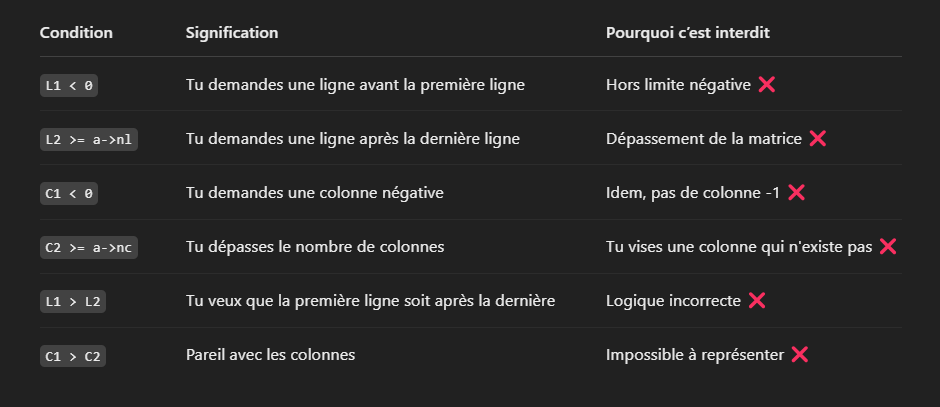 Condition Signification Pourquoi c’est interdit
L1 < 0 Tu demandes une ligne avant la première ligne Hors limite négative ❌
L2 >= a->nl Tu demandes une ligne après la dernière ligne Dépassement de la matrice ❌
C1 < 0 Tu demandes une colonne négative Idem, pas de colonne -1 ❌
C2 >= a->nc Tu dépasses le nombre de colonnes Tu vises une colonne qui n'existe pas ❌
L1 > L2 Tu veux que la première ligne soit après la dernière Logique incorrecte ❌
C1 > C2 Pareil avec les colonnes Impossible à représenter ❌